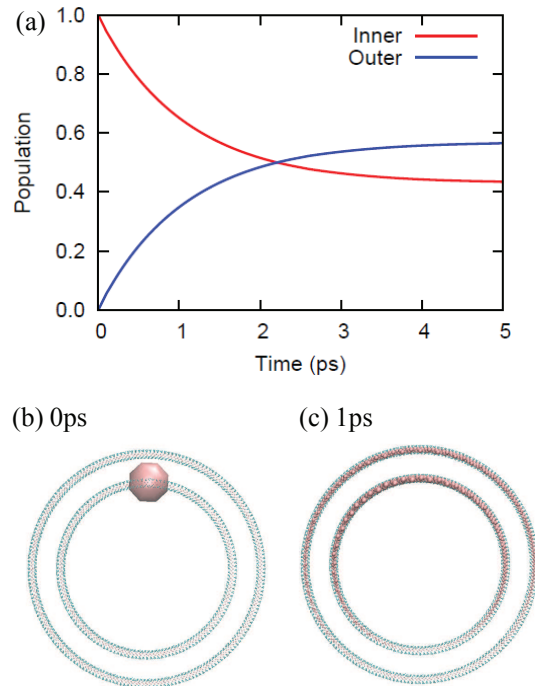 (a)
1.0
0.8
0.6
0.4
0.2
0.0
Population
Inner
Outer
0 1 2 3 4 5
Time (ps)
(b) 0ps (c) 1ps